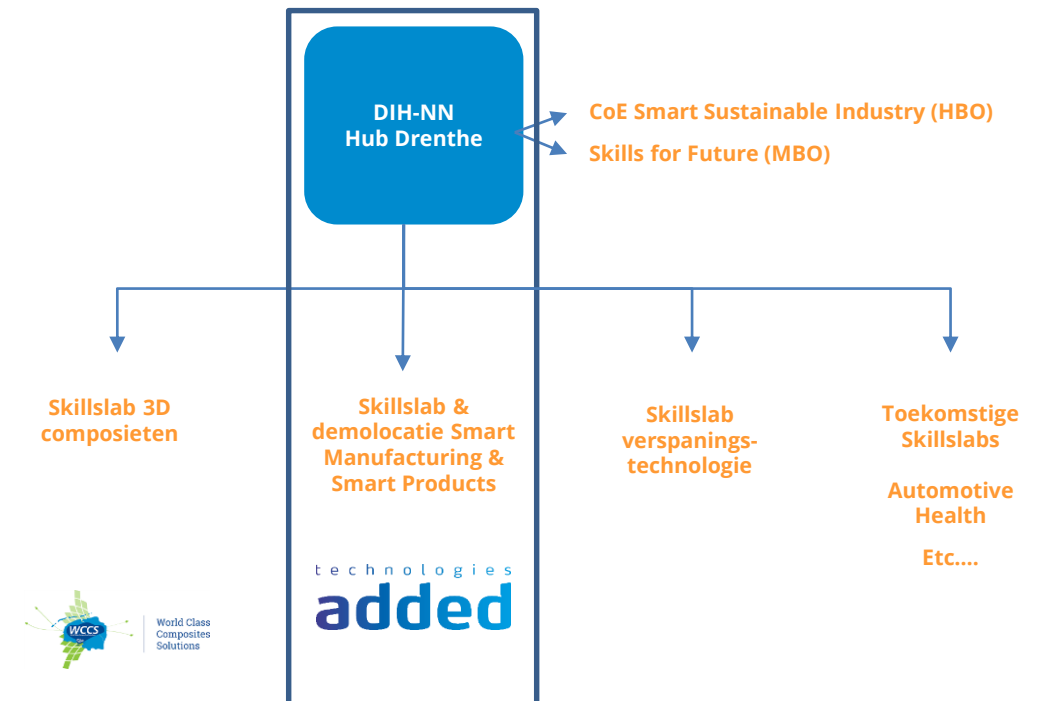 DIH-NN
Hub Drenthe
CoE Smart Sustainable Industry (HBO)
Skills for Future (MBO)
Skillslab 3D
composieten
Skillslab &
demolocatie Smart
Manufacturing &
Smart Products
Skillslab
verspanings-
technologie
Toekomstige
Skillslabs
Automotive
Health
Etc....
technologies
added
WCCS
World Class
Composites
Solutions